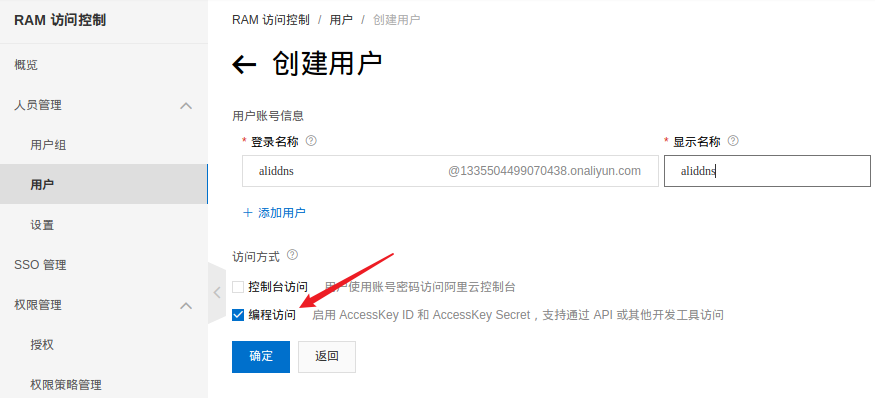 RAM 访问控制
概览
人员管理
用户组
用户
设置
SSO 管理
权限管理
授权
权限策略管理
RAM 访问控制 / 用户 / 创建用户
← 创建用户
用户账号信息
* 登录名称 ? * 显示名称 ?
aliddns @1335504499070438.onaliyun.com aliddns
+ 添加用户
访问方式 ?
控制台访问 用户使用账号密码访问阿里云控制台
编程访问 启用 AccessKey ID 和 AccessKey Secret，支持通过 API 或其他开发工具访问
确定 返回